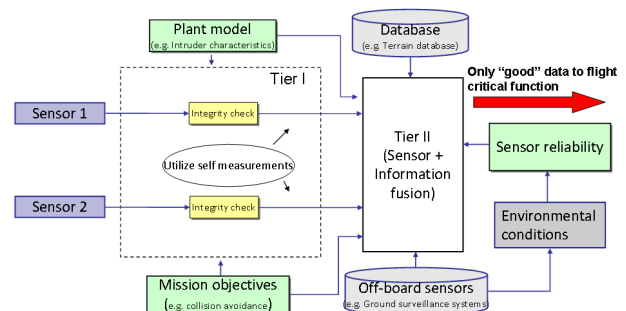 Plant model
(e.g. Intruder characteristics)
Database
(e.g. Terrain database)
Tier I
Only “good” data to flight
critical function
Sensor 1
Integrity check
Tier II
(Sensor +
Information
fusion)
Sensor reliability
Utilize self measurements
Sensor 2
Integrity check
Environmental
conditions
Mission objectives
(e.g. collision avoidance)
Off-board sensors
(e.g. Ground surveillance systems)